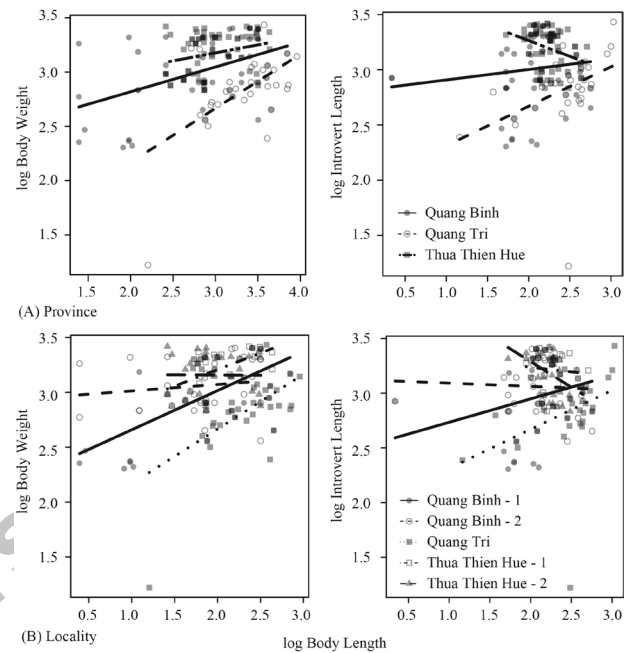 log Body Weight
3.5
3.0
2.5
2.0
1.5
1.5 2.0 2.5 3.0 3.5 4.0
log Introvert Length
3.5
3.0
2.5
2.0
1.5
Quang Binh
Quang Tri
Thua Thien Hue
0.5 1.0 1.5 2.0 2.5 3.0
(A) Province
log Body Weight
3.5
3.0
2.5
2.0
1.5
0.5 1.0 1.5 2.0 2.5 3.0
log Introvert Length
3.5
3.0
2.5
2.0
1.5
Quang Binh - 1
Quang Binh - 2
Quang Tri
Thua Thien Hue - 1
Thua Thien Hue - 2
0.5 1.0 1.5 2.0 2.5 3.0
(B) Locality
log Body Length